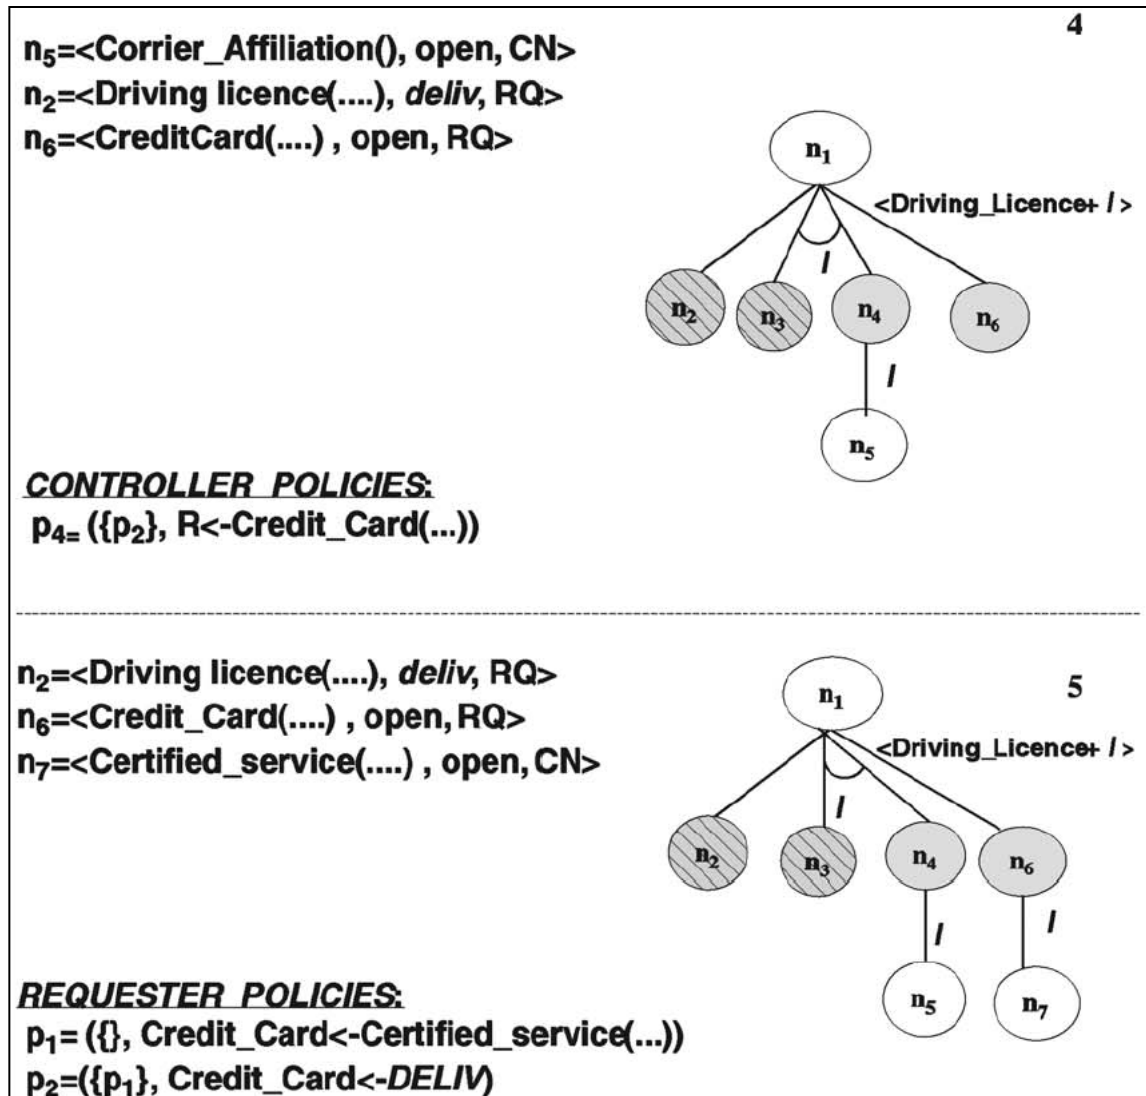 4
n5=<Corrier_Affiliation(), open, CN>
n2=<Driving licence(....), deliv, RQ>
n6=<CreditCard(....) , open, RQ>
n1
<Driving_Licence+ l >
l
n2
n3
n4
n6
l
n5
CONTROLLER POLICIES:
p4= ({p2}, R<-Credit_Card(...))
5
n2=<Driving licence(....), deliv, RQ>
n6=<Credit_Card(....) , open, RQ>
n7=<Certified_service(....) , open, CN>
n1
<Driving_Licence+ l >
l
n2
n3
n4
n6
l
l
n5
n7
REQUESTER POLICIES:
p1= ({}, Credit_Card<-Certified_service(...))
p2=({p1}, Credit_Card<-DELIV)